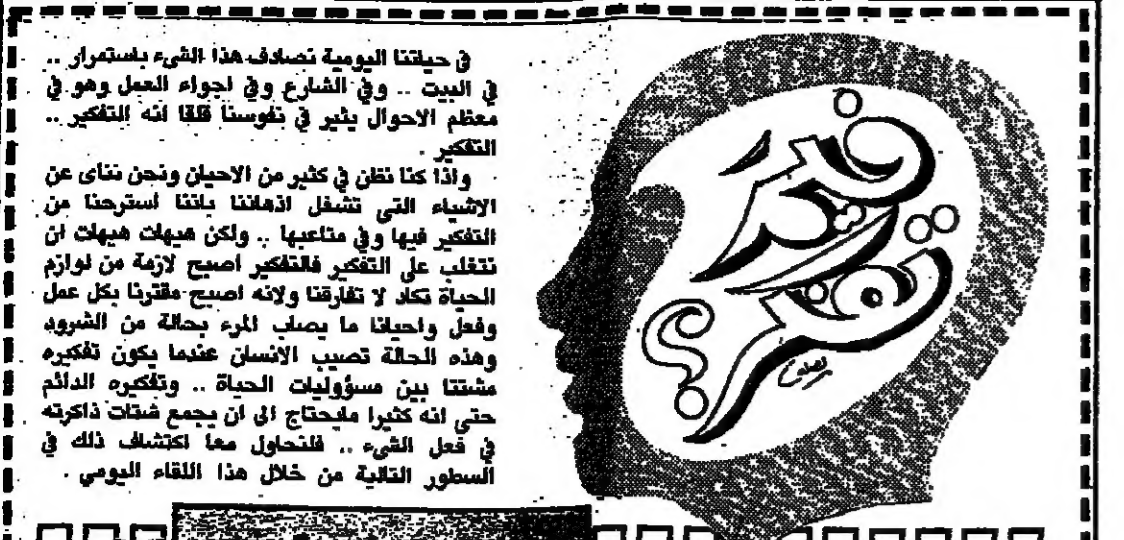 في حياتنا اليومية نصادف هذا الشيء باستمرار ..
في البيت .. وفي الشارع وفي اجواء العمل وهو في
معظم الاحوال يثير في نفوسنا قلقا انه التفكير ..
التفكير .
واذا كنا نظن في كثير من الاحيان ونحن نناى عن
الاشياء التي تشغل اذهاننا باننا استرحنا من
التفكير فيها وفي متاعبها .. ولكن هيهات هيهات ان
نتغلب على التفكير فالتفكير اصبح لازمة من لوازم
الحياة نكاد لا تفارقنا ولانه اصبح مقترنا بكل عمل
وفعل واحيانا ما يصاب المرء بحالة من الشرود
وهذه الحالة تصيب الانسان عندما يكون تفكيره
مشتتا بين مسؤوليات الحياة .. وتفكيره الدائم
حتى انه كثيرا مايحتاج الى ان يجمع شتات ذاكرته
في فعل الشيء .. فلنحاول معا اكتشاف ذلك في
السطور التالية من خلال هذا اللقاء اليومي .